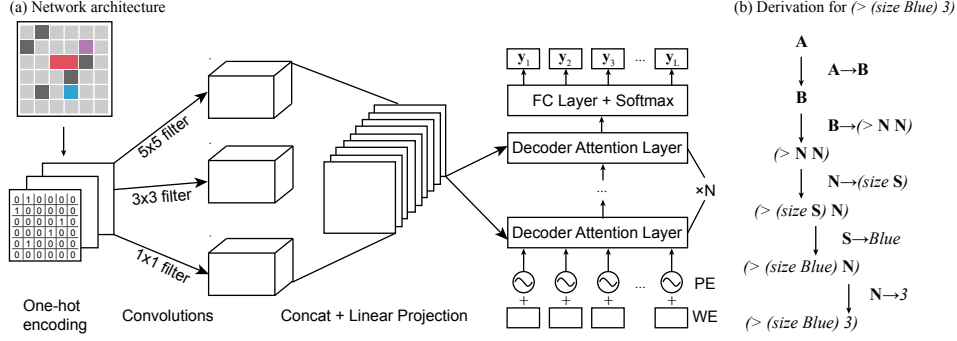 (a) Network architecture
0 1 0 0 0 0
1 0 0 0 0 0
0 0 0 0 1 0
0 0 0 1 0 0
0 1 0 0 0 0
0 0 0 0 0 0
One-hot
encoding
5x5 filter
3x3 filter
1x1 filter
Convolutions
Concat + Linear Projection
y1 y2 y3 ... yL
FC Layer + Softmax
Decoder Attention Layer
...
×N
Decoder Attention Layer
... PE
+ + + +
... WE
(b) Derivation for (> (size Blue) 3)
A
A→B
B
B→(> N N)
(> N N)
N→(size S)
(> (size S) N)
S→Blue
(> (size Blue) N)
N→3
(> (size Blue) 3)